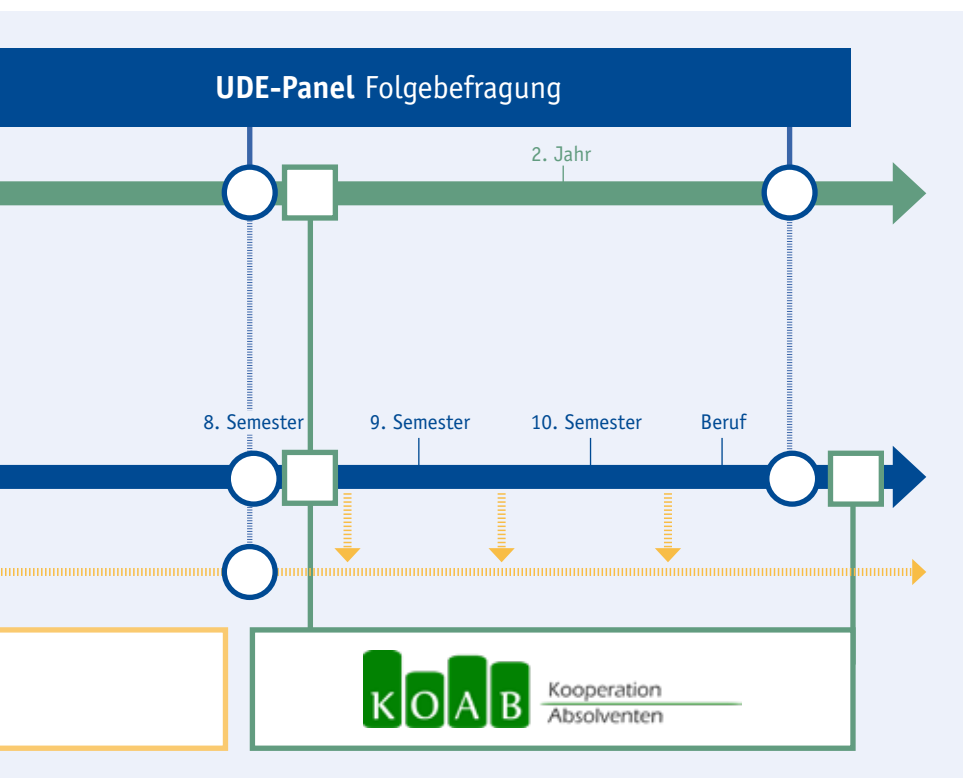 UDE-Panel Folgebefragung
2. Jahr
8. Semester
9. Semester
10. Semester
Beruf
KOAB
Kooperation
Absolventen